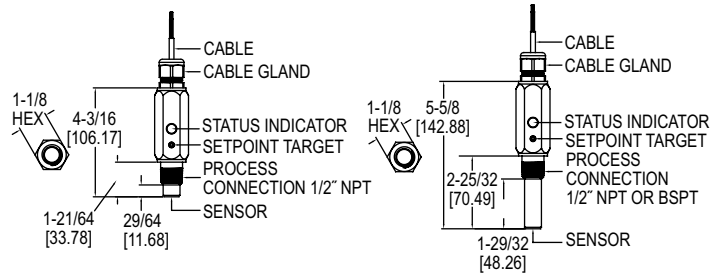 CABLE
CABLE GLAND
1-1/8
HEX
4-3/16
[106.17]
STATUS INDICATOR
SETPOINT TARGET
PROCESS
CONNECTION 1/2˝ NPT
1-21/64
[33.78]
29/64
[11.68]
SENSOR
CABLE
CABLE GLAND
1-1/8
HEX
5-5/8
[142.88]
STATUS INDICATOR
SETPOINT TARGET
PROCESS
CONNECTION
1/2˝ NPT OR BSPT
2-25/32
[70.49]
1-29/32
[48.26]
SENSOR